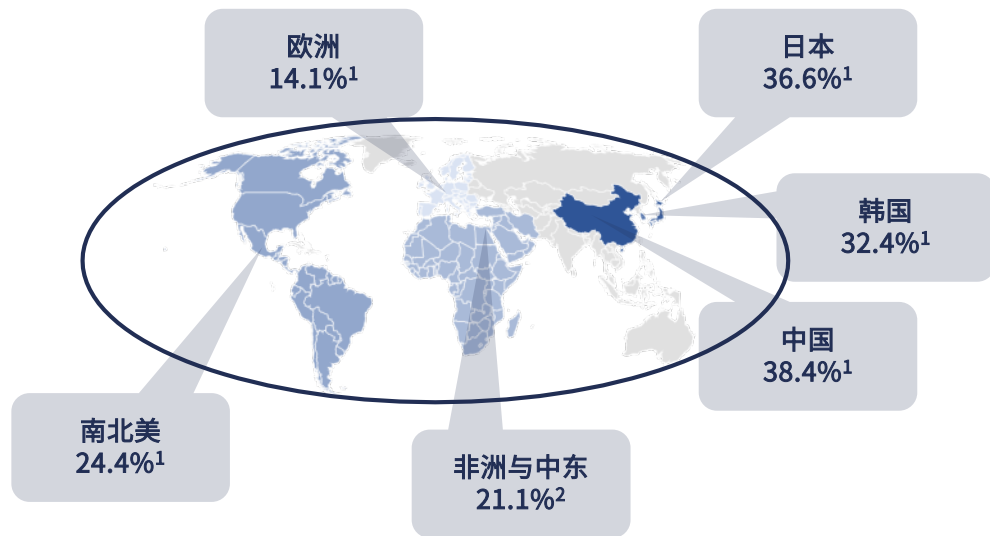 欧洲
14.1%¹
日本
36.6%¹
韩国
32.4%¹
中国
38.4%¹
南北美
24.4%¹
非洲与中东
21.1%²